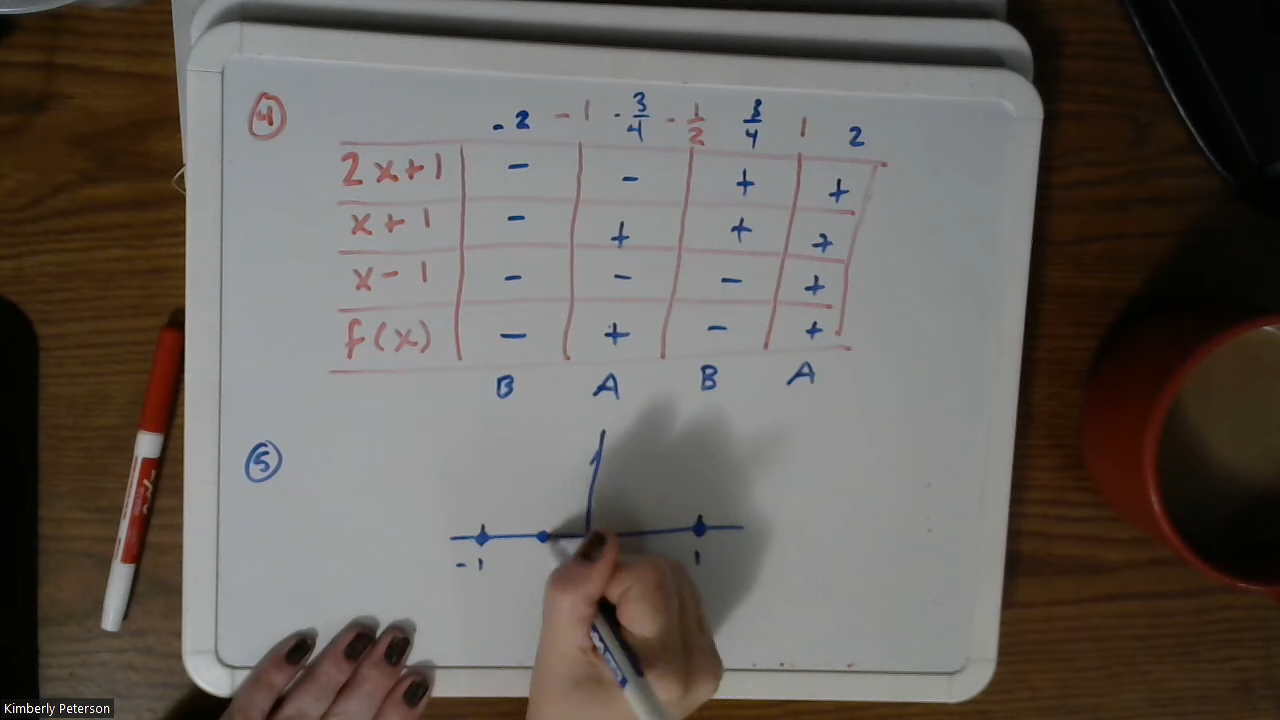 ④ -2 -1 -3/4 -1/2 3/4 1 2
2x+1 - - + +
x+1 - + + +
x-1 - - - +
f(x) - + - +
B A B A
⑤
-1 1
Kimberly Peterson